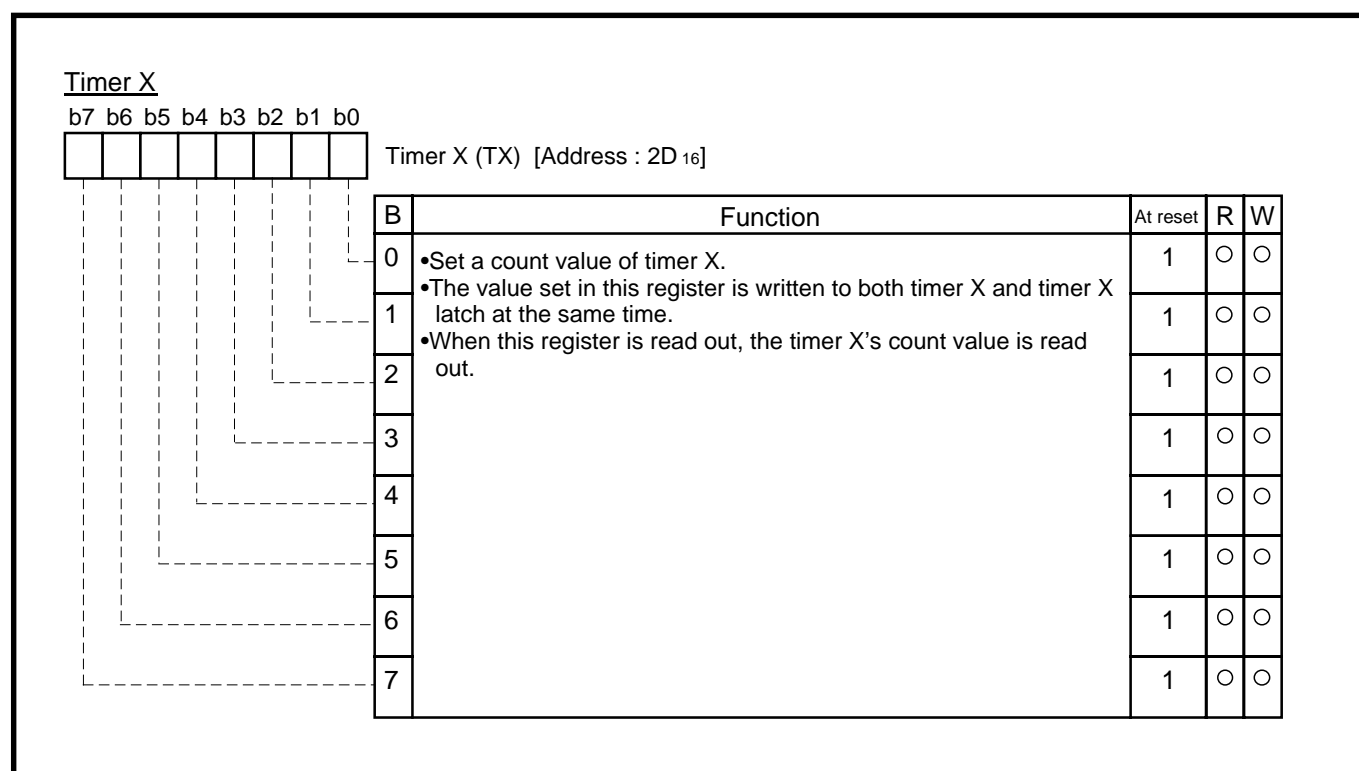 Timer X
b7 b6 b5 b4 b3 b2 b1 b0
Timer X (TX) [Address : 2D 16]
B Function At reset R W
0 •Set a count value of timer X. 1 ○ ○
•The value set in this register is written to both timer X and timer X
1 latch at the same time. 1 ○ ○
•When this register is read out, the timer X’s count value is read
2 out. 1 ○ ○
3 1 ○ ○
4 1 ○ ○
5 1 ○ ○
6 1 ○ ○
7 1 ○ ○